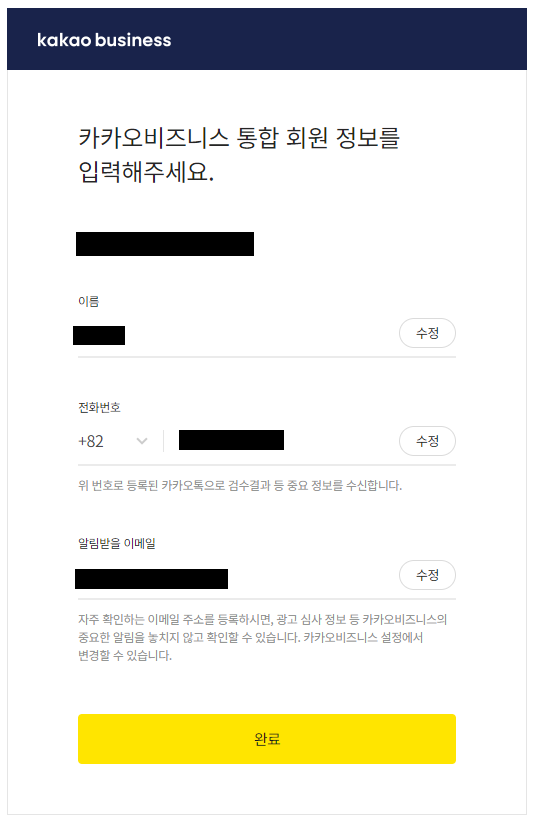 kakao business
카카오비즈니스 통합 회원 정보를
입력해주세요.
이름
수정
전화번호
+82
수정
위 번호로 등록된 카카오톡으로 검수결과 등 중요 정보를 수신합니다.
알림받을 이메일
수정
자주 확인하는 이메일 주소를 등록하시면, 광고 심사 정보 등 카카오비즈니스의
중요한 알림을 놓치지 않고 확인할 수 있습니다. 카카오비즈니스 설정에서
변경할 수 있습니다.
완료